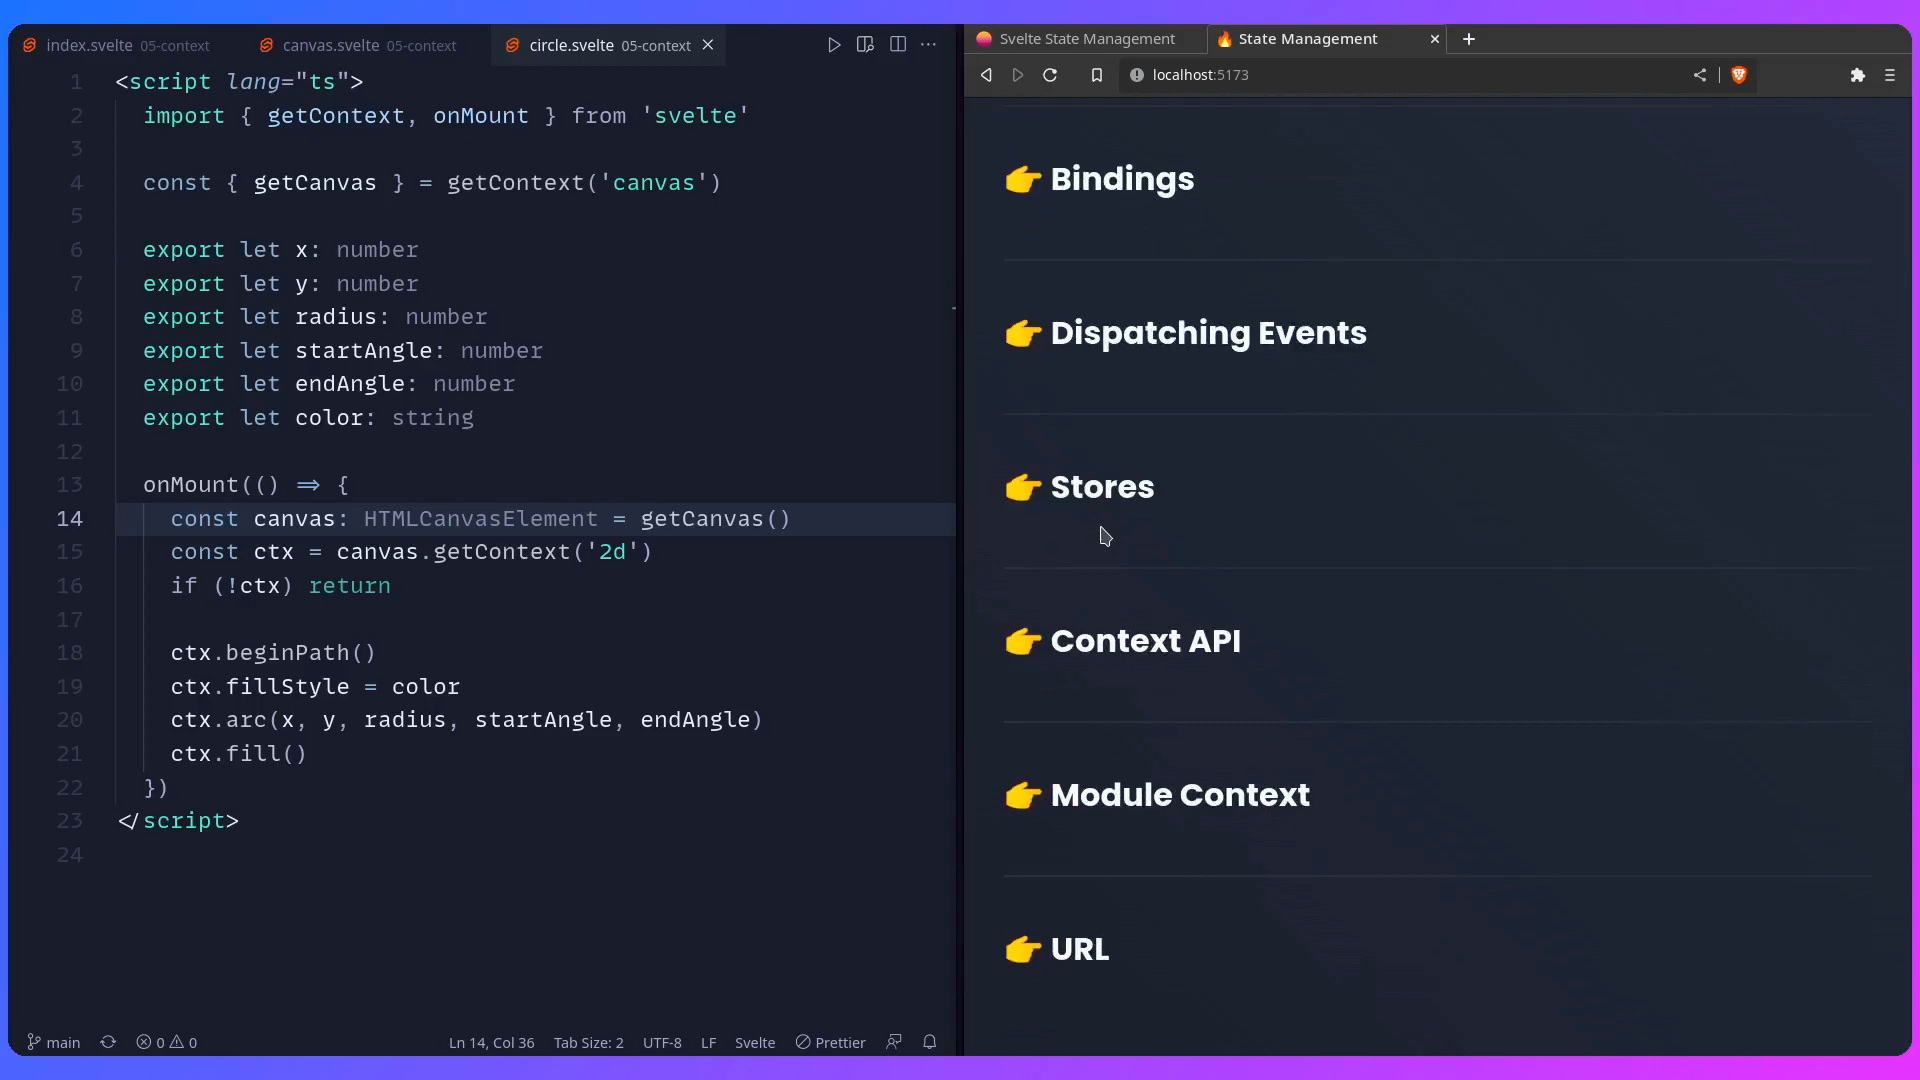 index.svelte 05-context
canvas.svelte 05-context
circle.svelte 05-context
1 <script lang="ts">
2 import { getContext, onMount } from 'svelte'
3
4 const { getCanvas } = getContext('canvas')
5
6 export let x: number
7 export let y: number
8 export let radius: number
9 export let startAngle: number
10 export let endAngle: number
11 export let color: string
12
13 onMount(() => {
14 const canvas: HTMLCanvasElement = getCanvas()
15 const ctx = canvas.getContext('2d')
16 if (!ctx) return
17
18 ctx.beginPath()
19 ctx.fillStyle = color
20 ctx.arc(x, y, radius, startAngle, endAngle)
21 ctx.fill()
22 })
23 </script>
24
main 0 0 Ln 14, Col 36 Tab Size: 2 UTF-8 LF Svelte Prettier
Svelte State Management
🔥 State Management
localhost:5173
👉 Bindings
👉 Dispatching Events
👉 Stores
👉 Context API
👉 Module Context
👉 URL